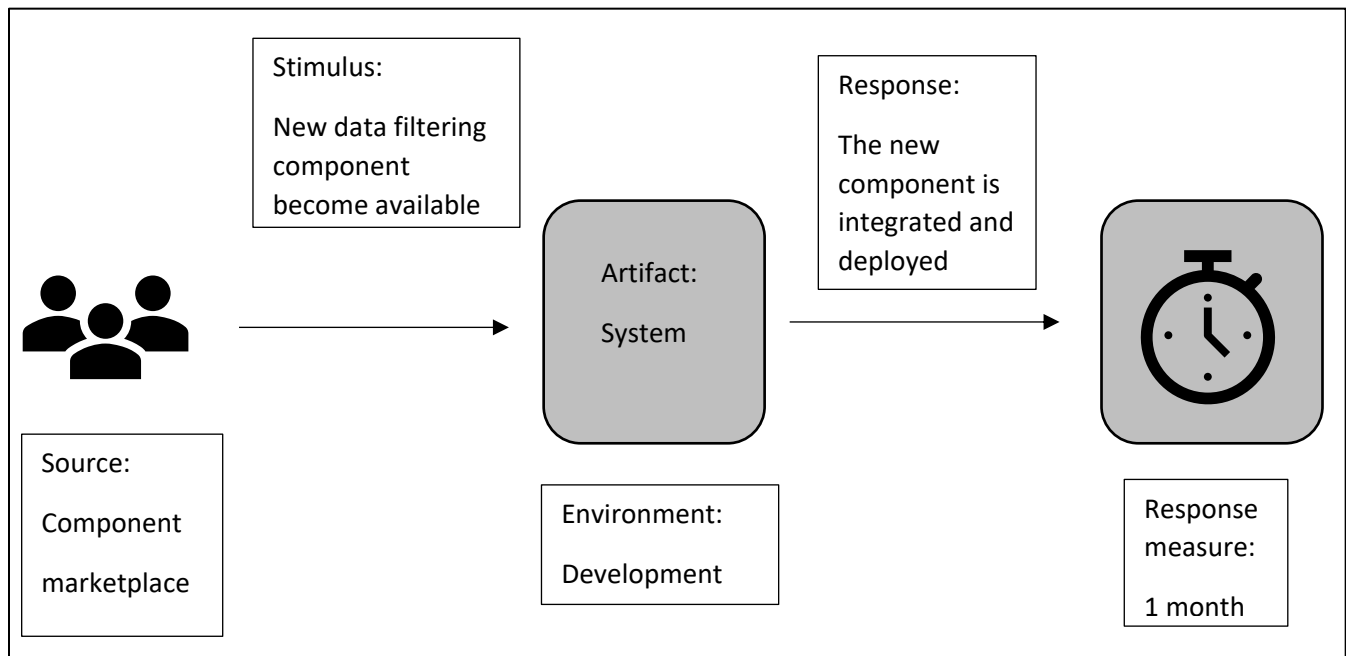 Stimulus:
New data filtering
component
become available
Response:
The new
component is
integrated and
deployed
Artifact:
System
Source:
Component
marketplace
Environment:
Development
Response
measure:
1 month